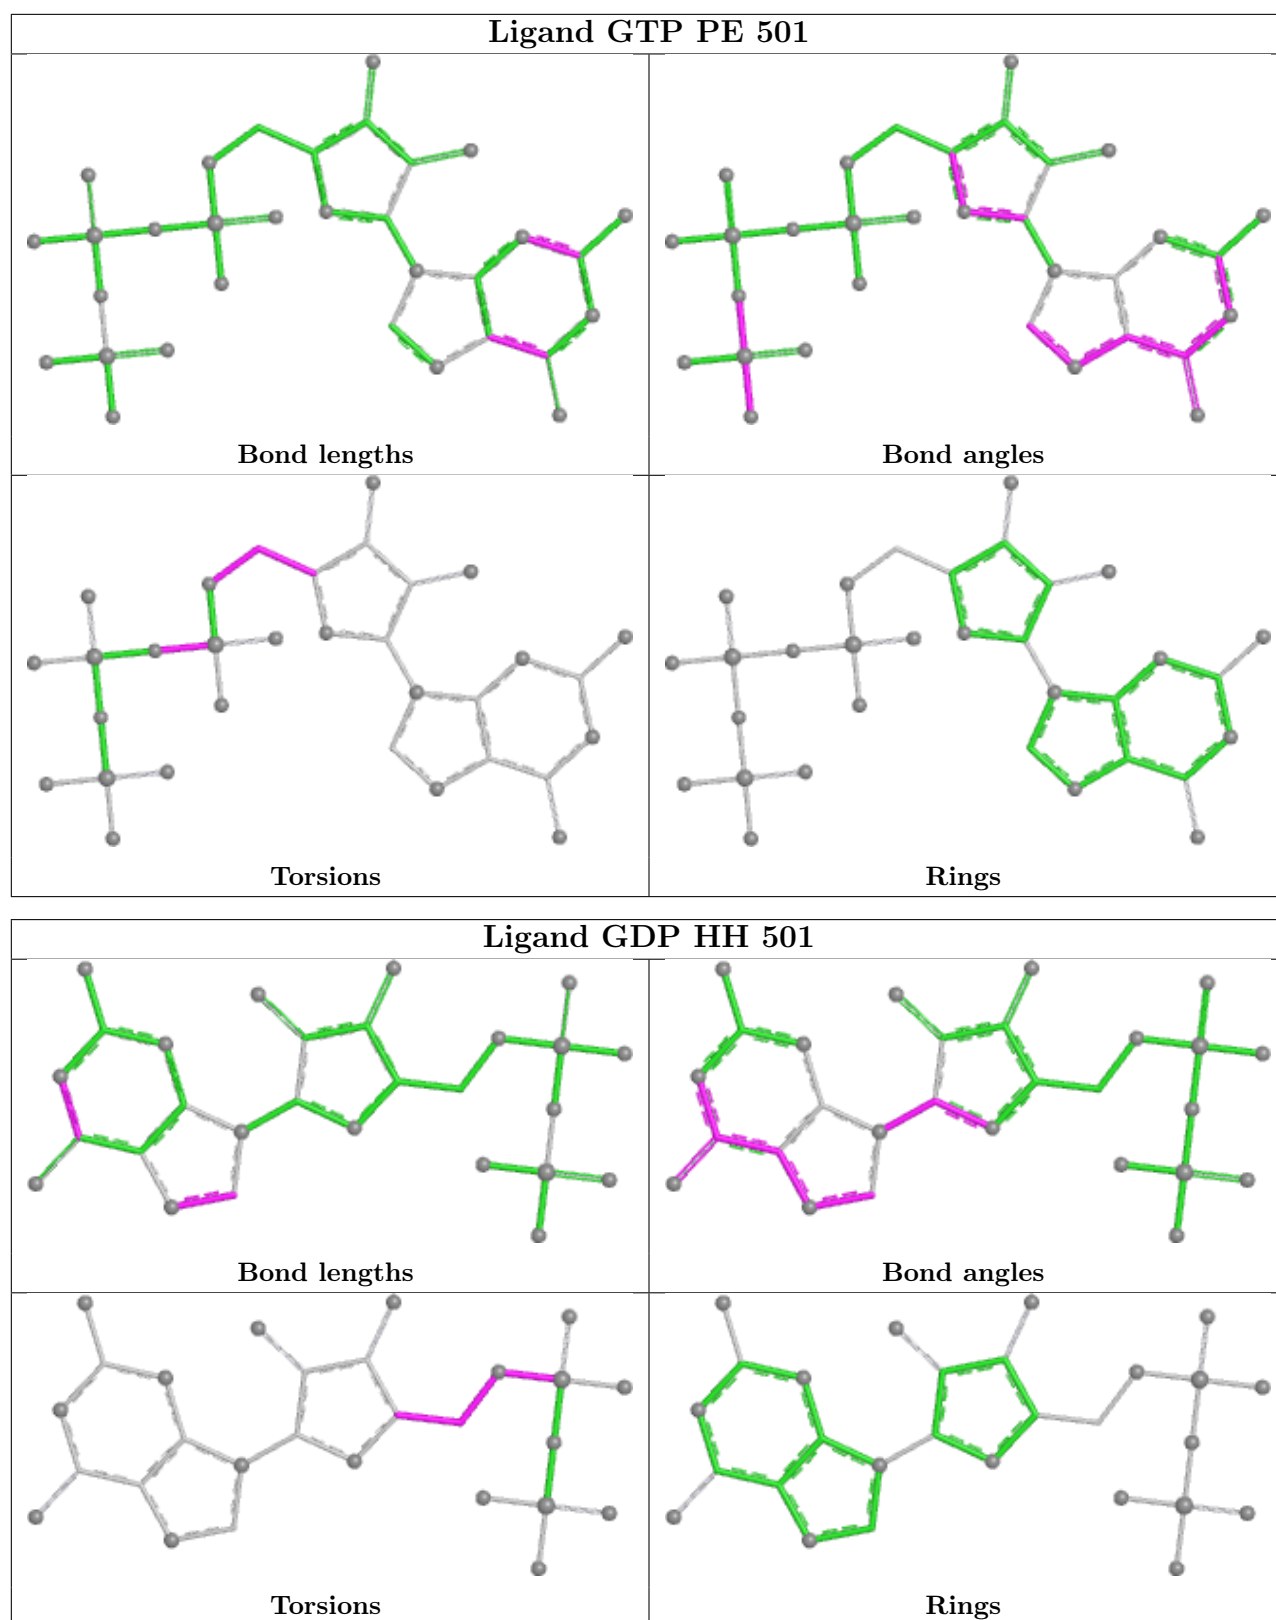 Ligand GTP PE 501
Bond lengths
Bond angles
Torsions
Rings
Ligand GDP HH 501
Bond lengths
Bond angles
Torsions
Rings